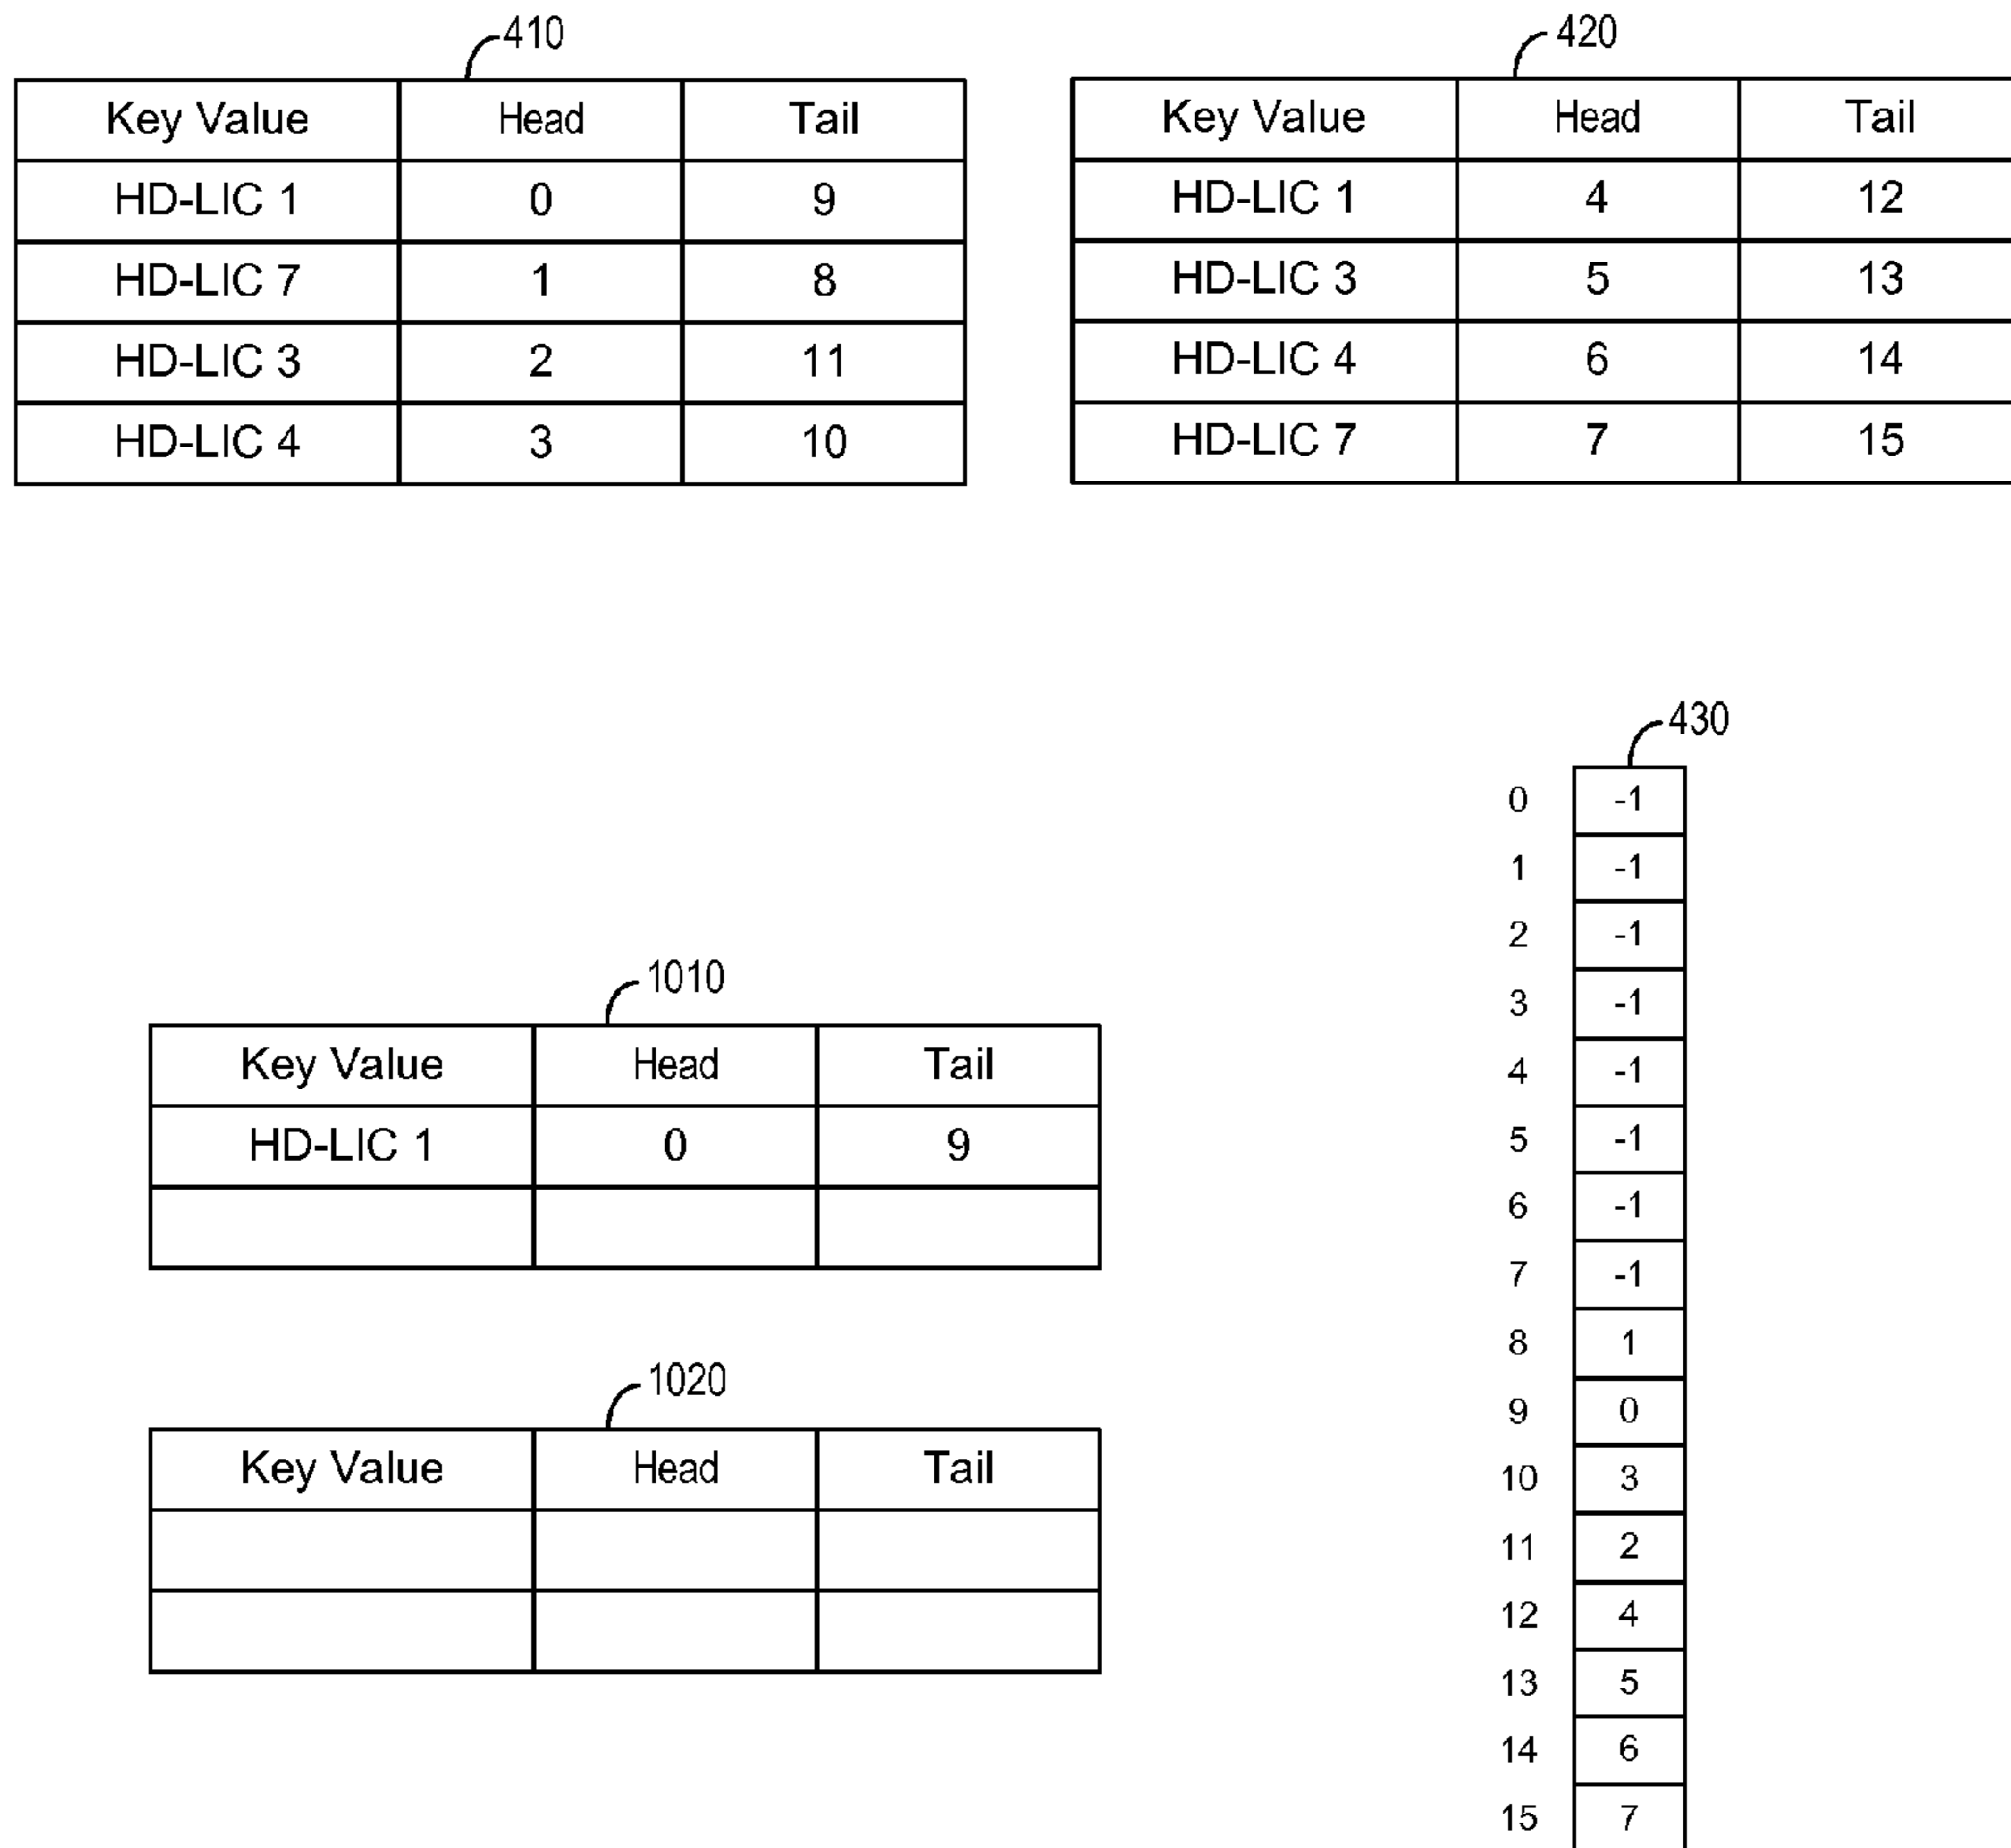 410
Key Value Head Tail
HD-LIC 1 0 9
HD-LIC 7 1 8
HD-LIC 3 2 11
HD-LIC 4 3 10
420
Key Value Head Tail
HD-LIC 1 4 12
HD-LIC 3 5 13
HD-LIC 4 6 14
HD-LIC 7 7 15
1010
Key Value Head Tail
HD-LIC 1 0 9
1020
Key Value Head Tail
430
0 -1
1 -1
2 -1
3 -1
4 -1
5 -1
6 -1
7 -1
8 1
9 0
10 3
11 2
12 4
13 5
14 6
15 7